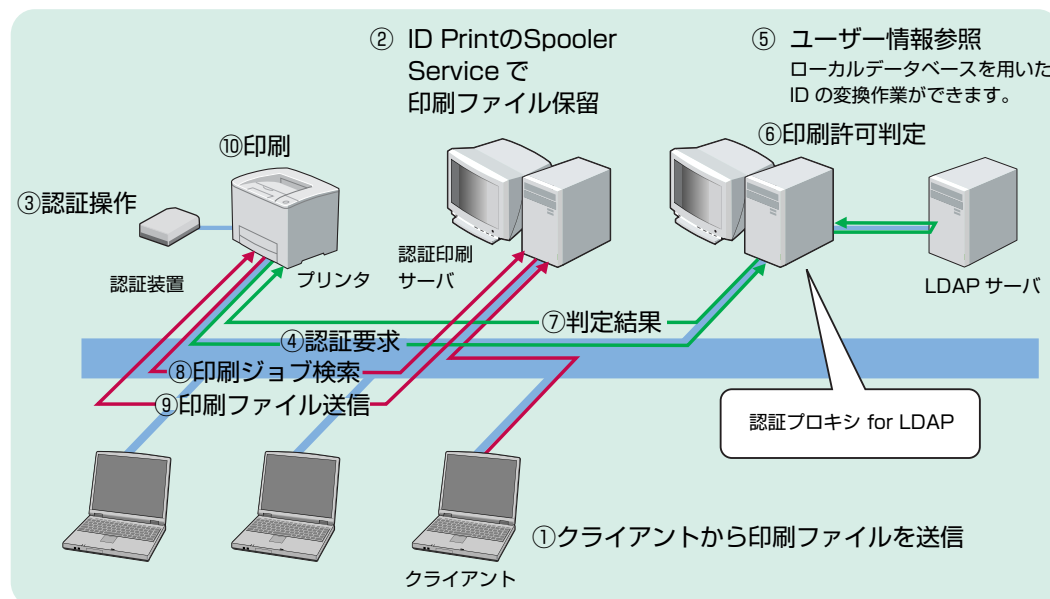 ② ID PrintのSpooler
Service で
印刷ファイル保留
⑤ ユーザー情報参照
ローカルデータベースを用いた
ID の変換作業ができます。
⑥印刷許可判定
⑩印刷
③認証操作
認証装置
プリンタ
認証印刷
サーバ
LDAP サーバ
⑦判定結果
④認証要求
⑧印刷ジョブ検索
⑨印刷ファイル送信
認証プロキシ for LDAP
①クライアントから印刷ファイルを送信
クライアント